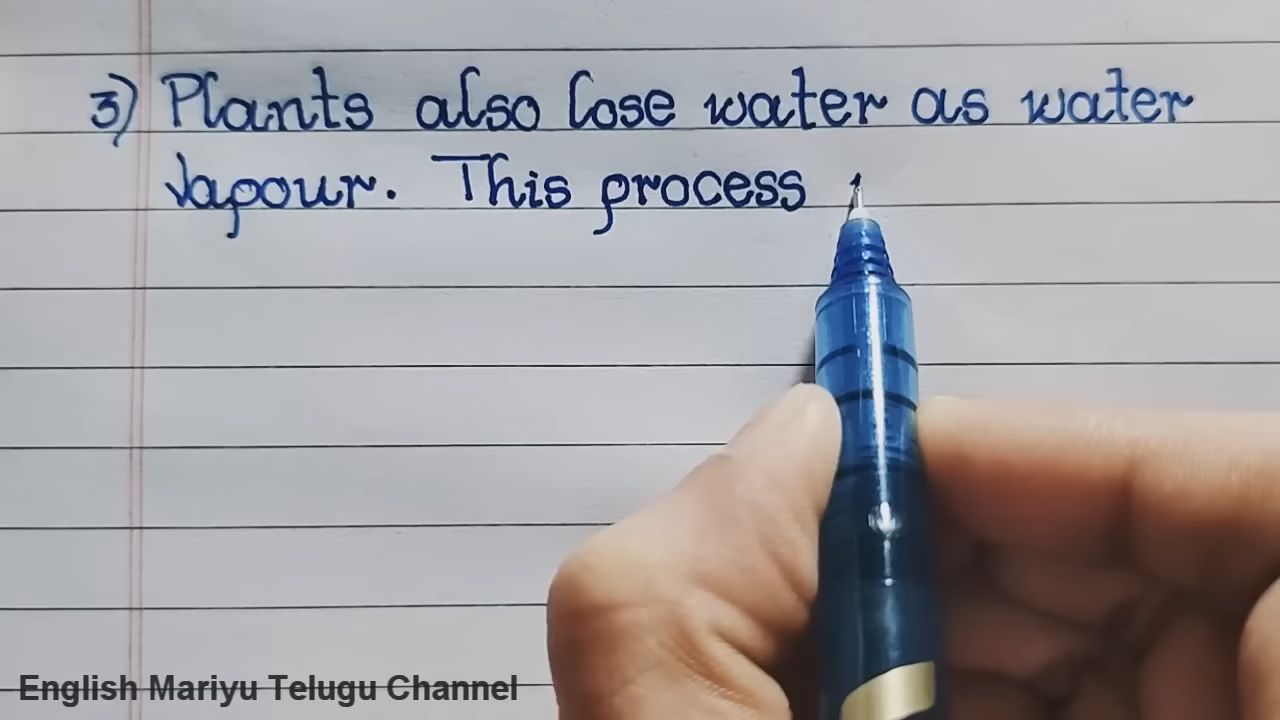 3) Plants also lose water as water
vapour. This process
English Mariyu Telugu Channel